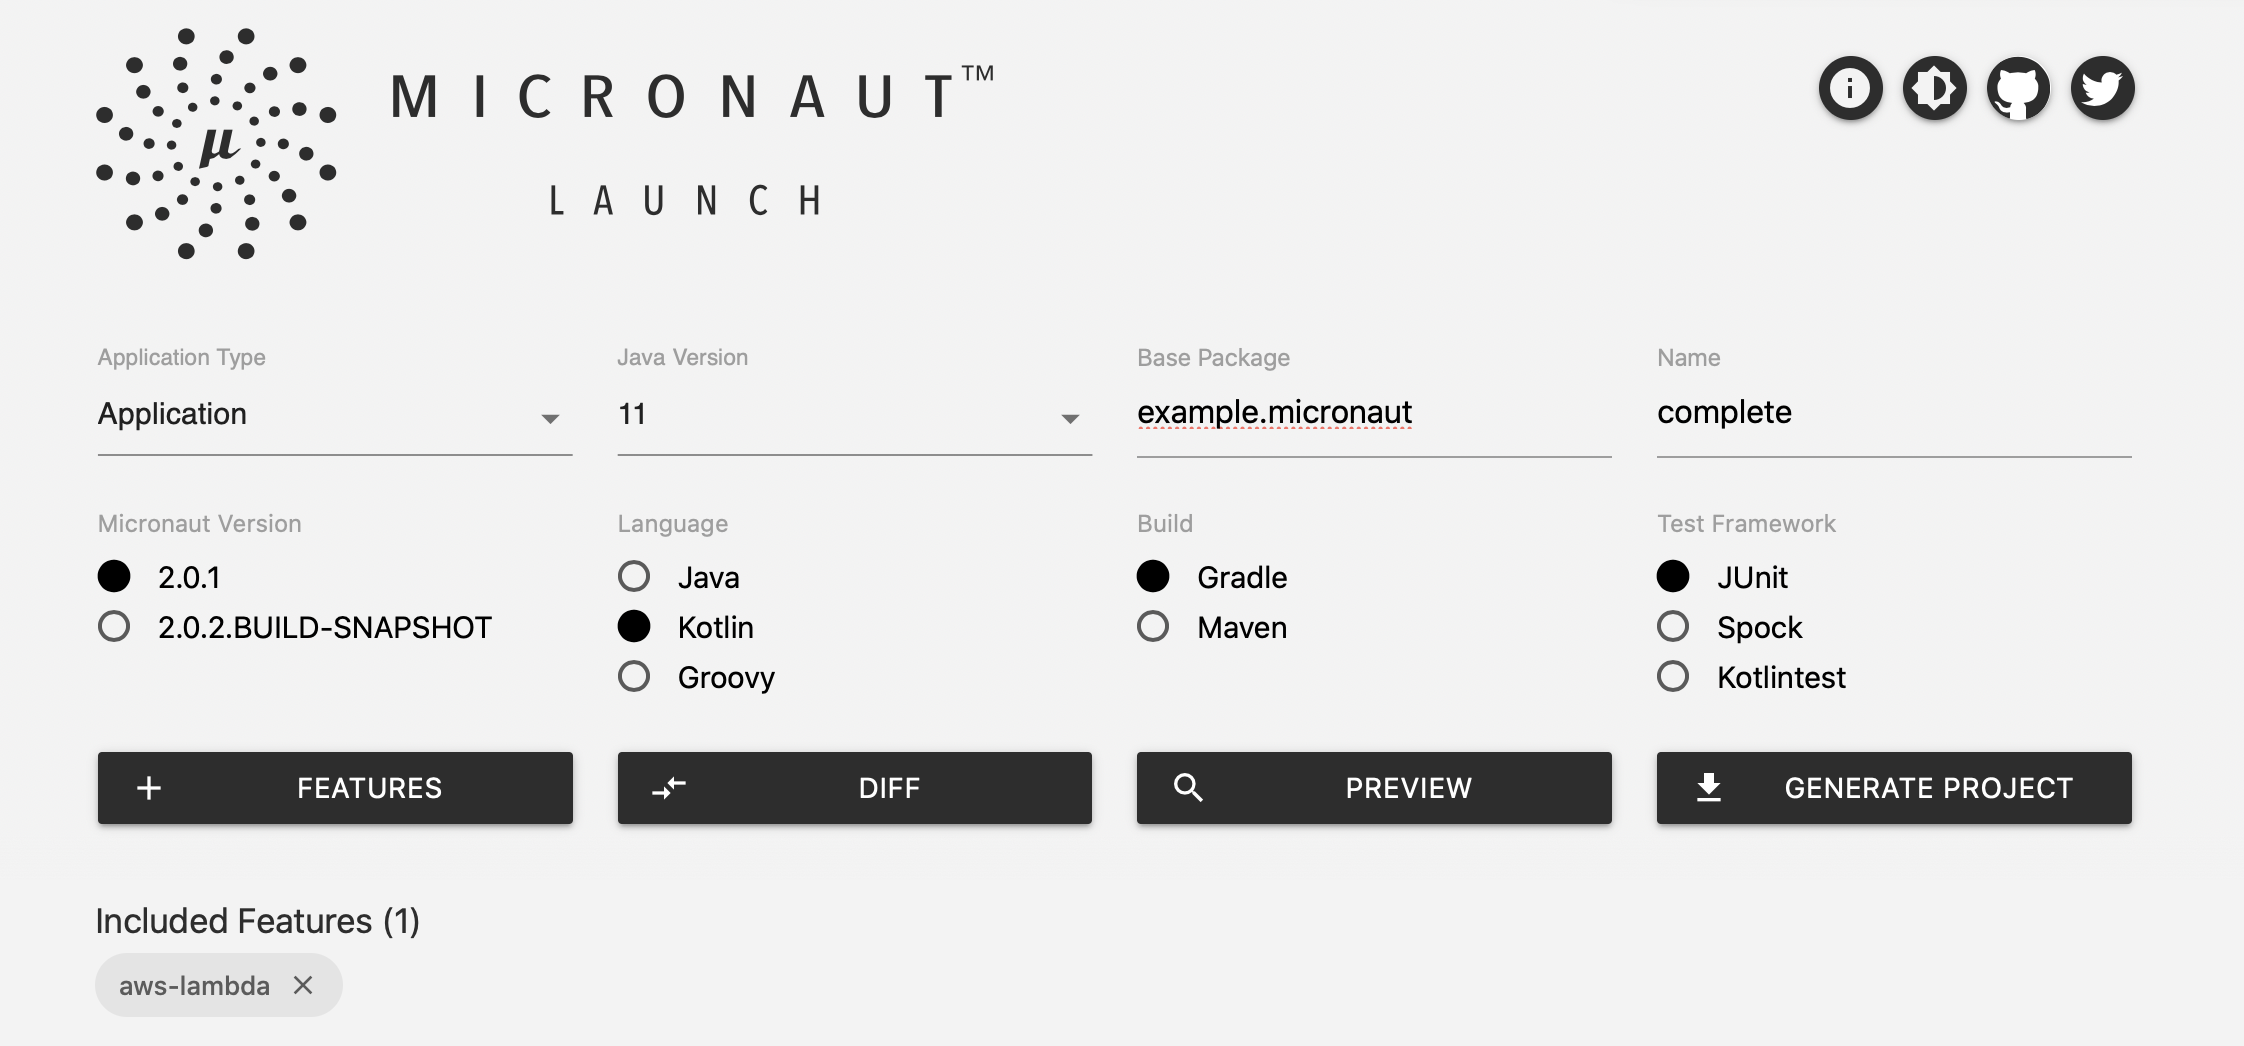 MICRONAUT™
µ
LAUNCH
Application Type
Java Version
Base Package
Name
Application
11
example.micronaut
complete
Micronaut Version
Language
Build
Test Framework
2.0.1
Java
Gradle
JUnit
2.0.2.BUILD-SNAPSHOT
Kotlin
Maven
Spock
Groovy
Kotlintest
FEATURES
DIFF
PREVIEW
GENERATE PROJECT
Included Features (1)
aws-lambda